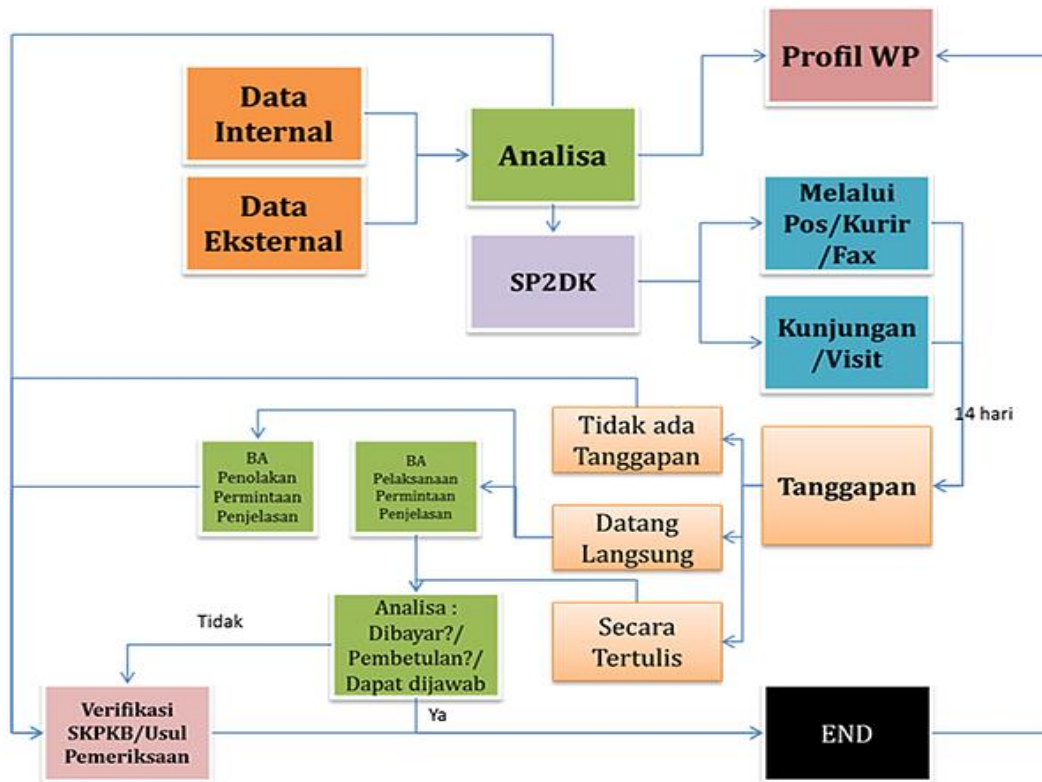 Profil WP
Data
Internal
Analisa
Data
Eksternal
SP2DK
Melalui
Pos/Kurir
/Fax
Kunjungan
/Visit
14 hari
Tidak ada
Tanggapan
Tanggapan
BA
Penolakan
Permintaan
Penjelasan
BA
Pelaksanaan
Permintaan
Penjelasan
Datang
Langsung
Secara
Tertulis
Analisa :
Dibayar?/
Pembetulan?/
Dapat dijawab
Tidak
Ya
Verifikasi
SKPKB/Usul
Pemeriksaan
END